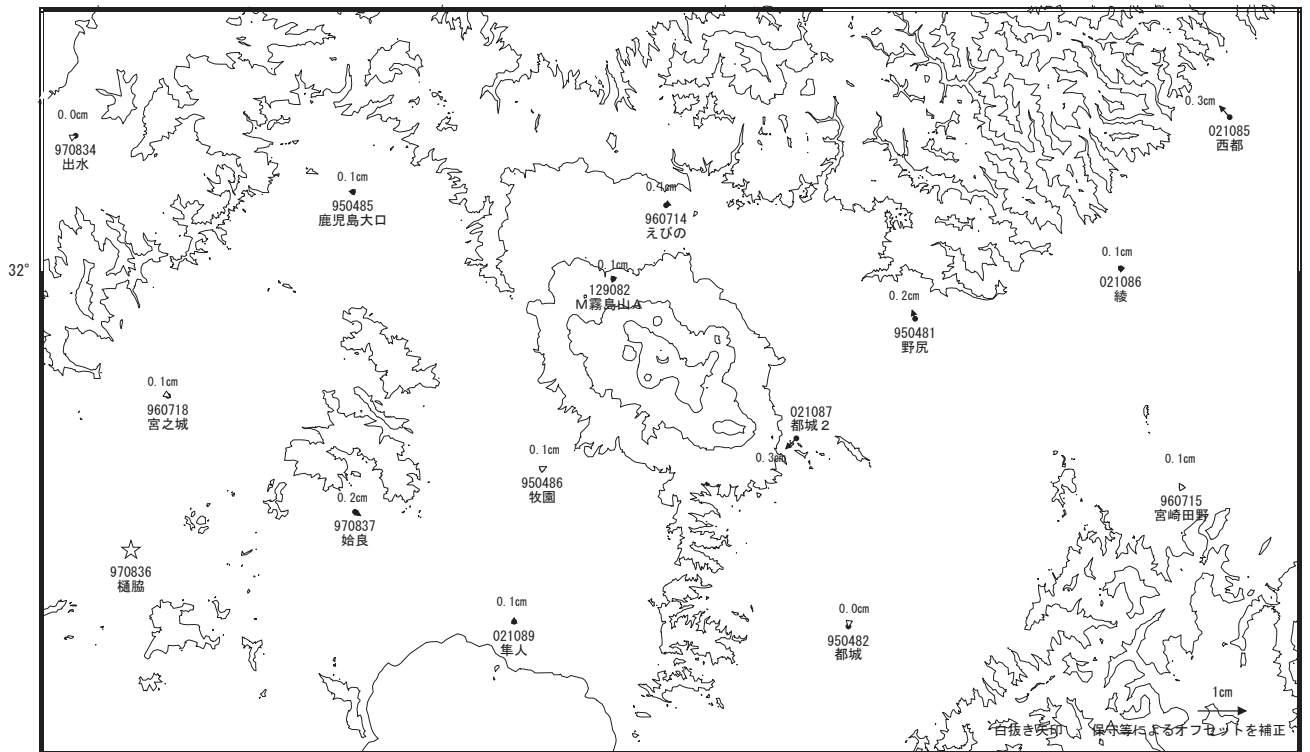 0.3cm
021085
西都
0.0cm
970834
出水
0.1cm
950485
鹿児島大口
0.1cm
960714
えびの
32°
0.1cm
129082
M霧島山A
0.1cm
021086
綾
0.2cm
950481
野尻
0.1cm
960718
宮之城
021087
都城2
0.3cm
0.1cm
950486
牧園
0.1cm
960715
宮崎田野
0.2cm
970837
姶良
970836
樋脇
0.1cm
021089
隼人
0.0cm
950482
都城
1cm
白抜き矢印 保守等によるオフセットを補正